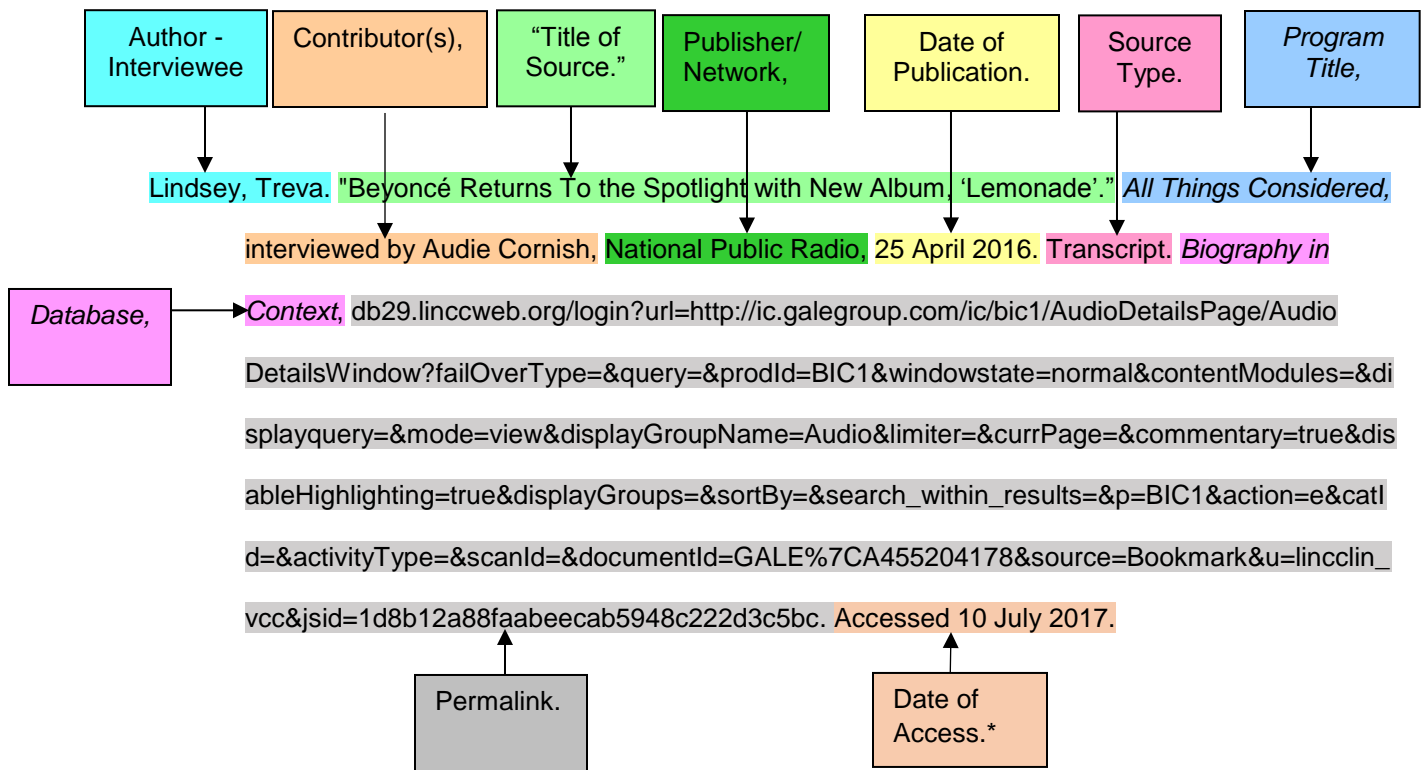 Author -
Interviewee
Contributor(s),
“Title of
Source.”
Publisher/
Network,
Date of
Publication.
Source
Type.
Program
Title,
Lindsey, Treva. "Beyoncé Returns To the Spotlight with New Album, ‘Lemonade’.” All Things Considered,
interviewed by Audie Cornish, National Public Radio, 25 April 2016. Transcript. Biography in
Database,
Context, db29.linccweb.org/login?url=http://ic.galegroup.com/ic/bic1/AudioDetailsPage/Audio
DetailsWindow?failOverType=&query=&prodId=BIC1&windowstate=normal&contentModules=&di
splayquery=&mode=view&displayGroupName=Audio&limiter=&currPage=&commentary=true&dis
ableHighlighting=true&displayGroups=&sortBy=&search_within_results=&p=BIC1&action=e&catI
d=&activityType=&scanId=&documentId=GALE%7CA455204178&source=Bookmark&u=lincclin_
vcc&jsid=1d8b12a88faabeecab5948c222d3c5bc. Accessed 10 July 2017.
Permalink.
Date of
Access.*